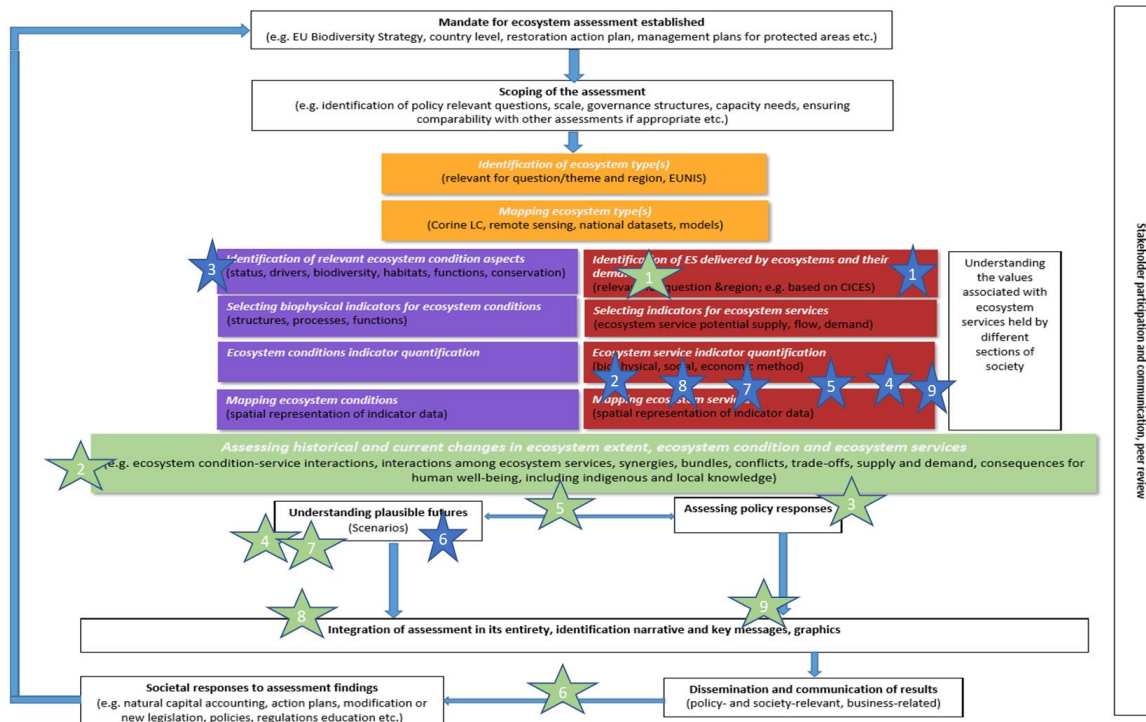 Mandate for ecosystem assessment established
(e.g. EU Biodiversity Strategy, country level, restoration action plan, management plans for protected areas etc.)
Scoping of the assessment
(e.g. identification of policy relevant questions, scale, governance structures, capacity needs, ensuring
comparability with other assessments if appropriate etc.)
Identification of ecosystem type(s)
(relevant for question/theme and region, EUNIS)
Mapping ecosystem type(s)
(Corine LC, remote sensing, national datasets, models)
3
Identification of relevant ecosystem condition aspects
(status, drivers, biodiversity, habitats, functions, conservation)
Selecting biophysical indicators for ecosystem conditions
(structures, processes, functions)
Ecosystem conditions indicator quantification
Mapping ecosystem conditions
(spatial representation of indicator data)
Identification of ES delivered by ecosystems and their
1
1
question &region; e.g. based on CICES)
Selecting indicators for ecosystem services
(ecosystem service potential supply, flow, demand)
Ecosystem service indicator quantification
(biophysical, social, economic method)
2
8
7
5
4
9
Mapping ecosystem
(spatial representation of indicator data)
Understanding
the values
associated with
ecosystem
services held by
different
sections of
society
Assessing historical and current changes in ecosystem extent, ecosystem condition and ecosystem services
2
(e.g. ecosystem condition-service interactions, interactions among ecosystem services, synergies, bundles, conflicts, trade-offs, supply and demand, consequences for
human well-being, including indigenous and local knowledge)
Understanding plausible futures
(Scenarios)
4
7
6
5
Assessing policy responses
3
8
9
Integration of assessment in its entirety, identification narrative and key messages, graphics
Societal responses to assessment findings
(e.g. natural capital accounting, action plans, modification or
new legislation, policies, regulations education etc.)
6
Dissemination and communication of results
(policy- and society-relevant, business-related)
Stakeholder participation and communication, peer review